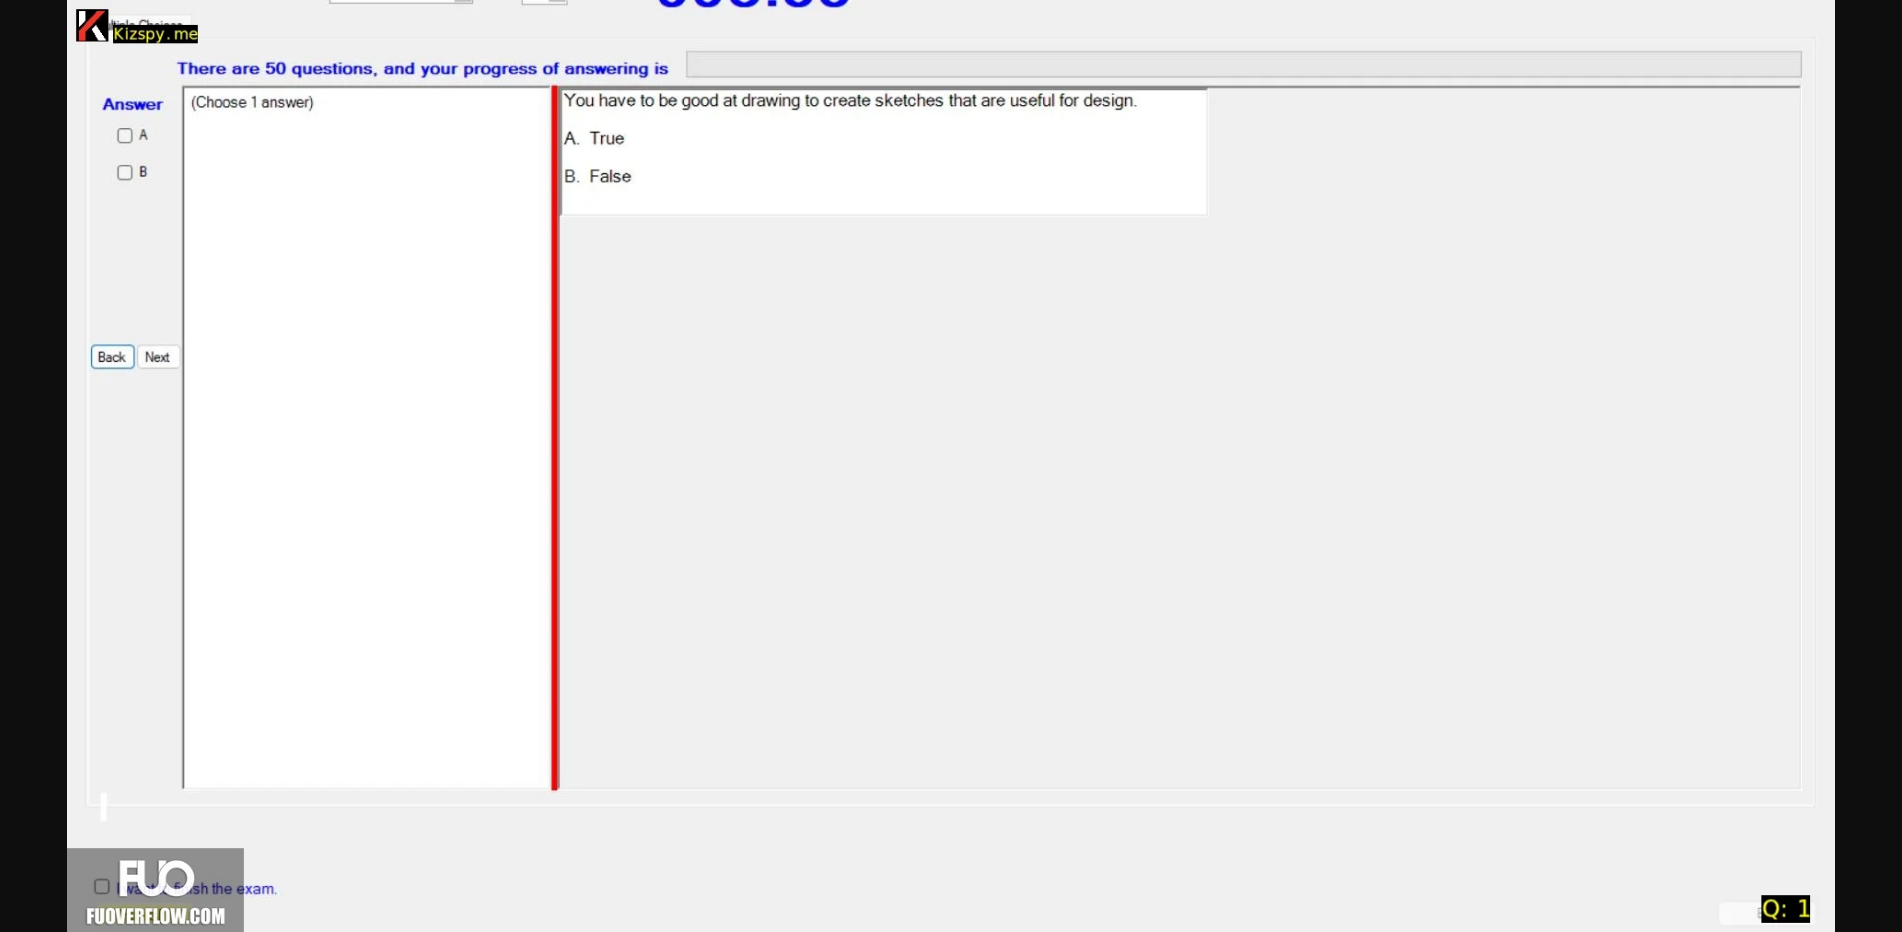 Kizspy.me
There are 50 questions, and your progress of answering is
Answer
(Choose 1 answer)
You have to be good at drawing to create sketches that are useful for design.
A
A. True
B
B. False
Back Next
FUO
sh the exam.
FUOVERFLOW.COM
Q: 1